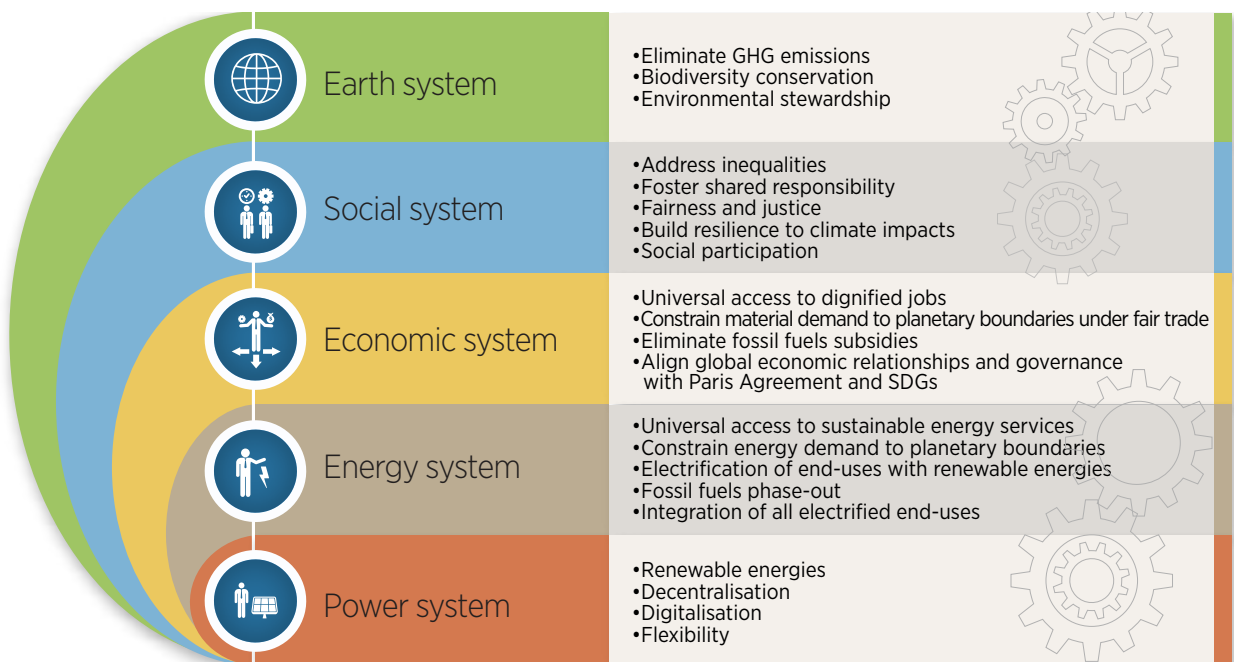 Earth system
•Eliminate GHG emissions
•Biodiversity conservation
•Environmental stewardship
Social system
•Address inequalities
•Foster shared responsibility
•Fairness and justice
•Build resilience to climate impacts
•Social participation
Economic system
•Universal access to dignified jobs
•Constrain material demand to planetary boundaries under fair trade
•Eliminate fossil fuels subsidies
•Align global economic relationships and governance
with Paris Agreement and SDGs
Energy system
•Universal access to sustainable energy services
•Constrain energy demand to planetary boundaries
•Electrification of end-uses with renewable energies
•Fossil fuels phase-out
•Integration of all electrified end-uses
Power system
•Renewable energies
•Decentralisation
•Digitalisation
•Flexibility